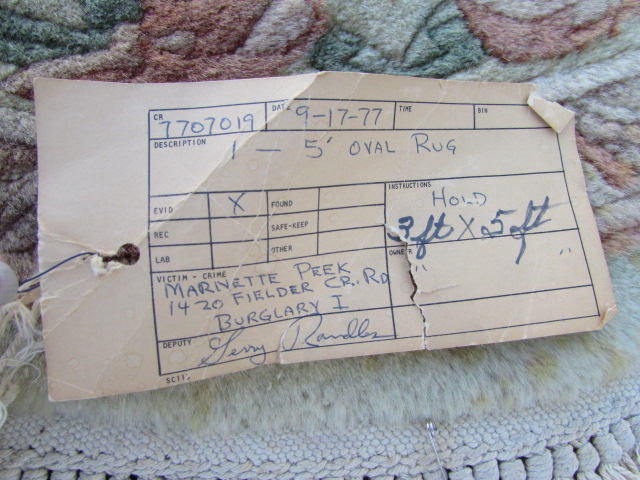 CR 7707019 DATE 9-17-77 TIME BIN
DESCRIPTION 1 - 5' OVAL RUG
EVID X FOUND
REC SAFE-KEEP
LAB OTHER
INSTRUCTIONS
HOLD
3 ft X 5 ft
OWNER " "
VICTIM - CRIME
MARNETTE PEEK
1420 FIELDER CR. RD
BURGLARY I
DEPUTY Gerry Randles